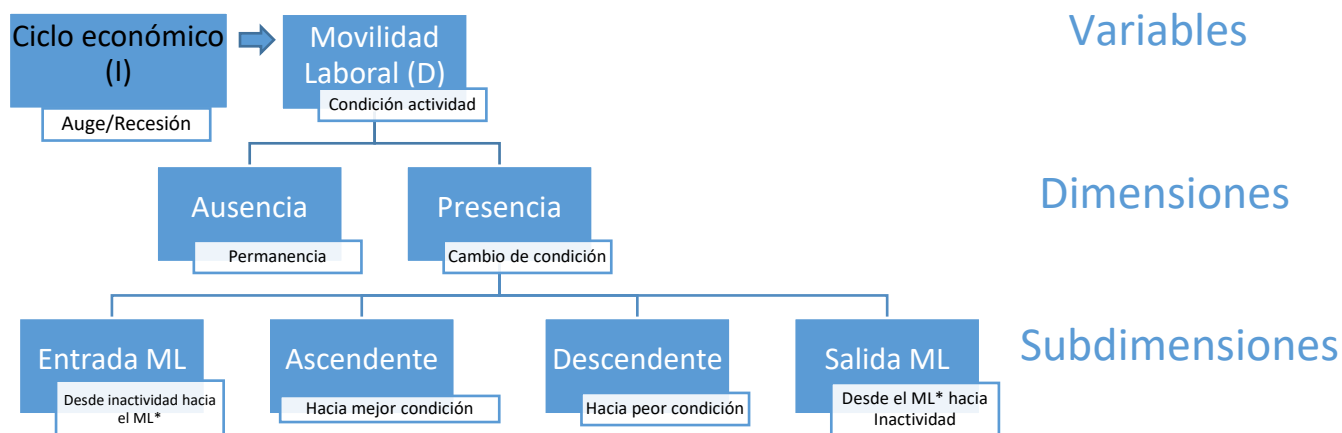 Ciclo económico
(I)
Auge/Recesión
Movilidad
Laboral (D)
Condición actividad
Variables
Ausencia
Permanencia
Presencia
Cambio de condición
Dimensiones
Entrada ML
Desde inactividad hacia
el ML*
Ascendente
Hacia mejor condición
Descendente
Hacia peor condición
Salida ML
Desde el ML* hacia
Inactividad
Subdimensiones